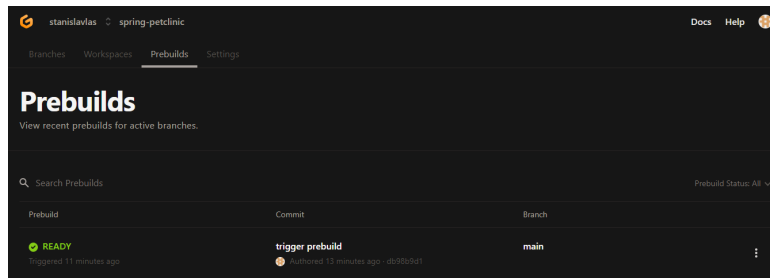 stanislavlas spring-petclinic Docs Help
Branches Workspaces Prebuilds Settings
Prebuilds
View recent prebuilds for active branches.
Search Prebuilds Prebuild Status: All
Prebuild Commit Branch
READY trigger prebuild main
Triggered 11 minutes ago Authored 13 minutes ago · db98b9d1